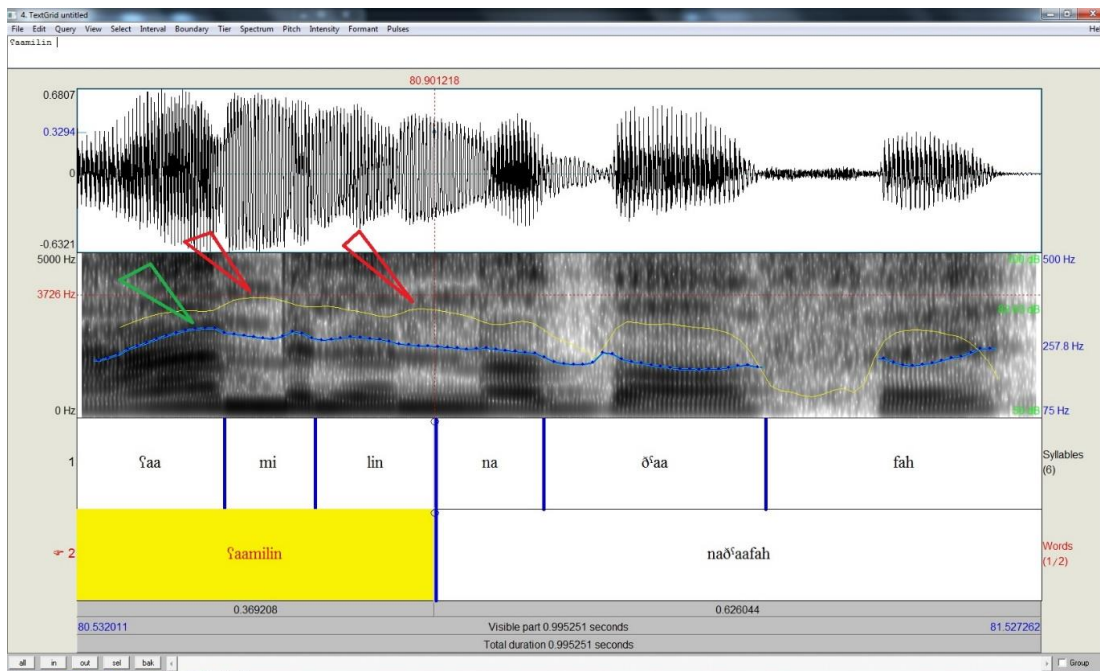 4. TextGrid untitled
File Edit Query View Select Interval Boundary Tier Spectrum Pitch Intensity Formant Pulses Hel
ʕaamilin
80.901218
0.6807
0.3294
0
-0.6321
5000 Hz
500 Hz
3726 Hz
257.8 Hz
0 Hz
75 Hz
1 ʕaa mi lin na ðˤaa fah Syllables
(6)
2 ʕaamilin naðˤaafah Words
(1/2)
0.369208 0.626044
80.532011 Visible part 0.995251 seconds 81.527262
Total duration 0.995251 seconds
all in out sel bak Group